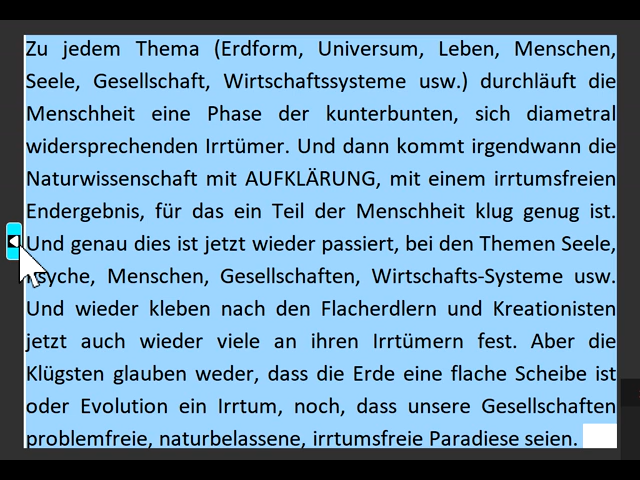 Zu jedem Thema (Erdform, Universum, Leben, Menschen,
Seele, Gesellschaft, Wirtschaftssysteme usw.) durchläuft die
Menschheit eine Phase der kunterbunten, sich diametral
widersprechenden Irrtümer. Und dann kommt irgendwann die
Naturwissenschaft mit AUFKLÄRUNG, mit einem irrtumsfreien
Endergebnis, für das ein Teil der Menschheit klug genug ist.
Und genau dies ist jetzt wieder passiert, bei den Themen Seele,
Psyche, Menschen, Gesellschaften, Wirtschafts-Systeme usw.
Und wieder kleben nach den Flacherdlern und Kreationisten
jetzt auch wieder viele an ihren Irrtümern fest. Aber die
Klügsten glauben weder, dass die Erde eine flache Scheibe ist
oder Evolution ein Irrtum, noch, dass unsere Gesellschaften
problemfreie, naturbelassene, irrtumsfreie Paradiese seien.